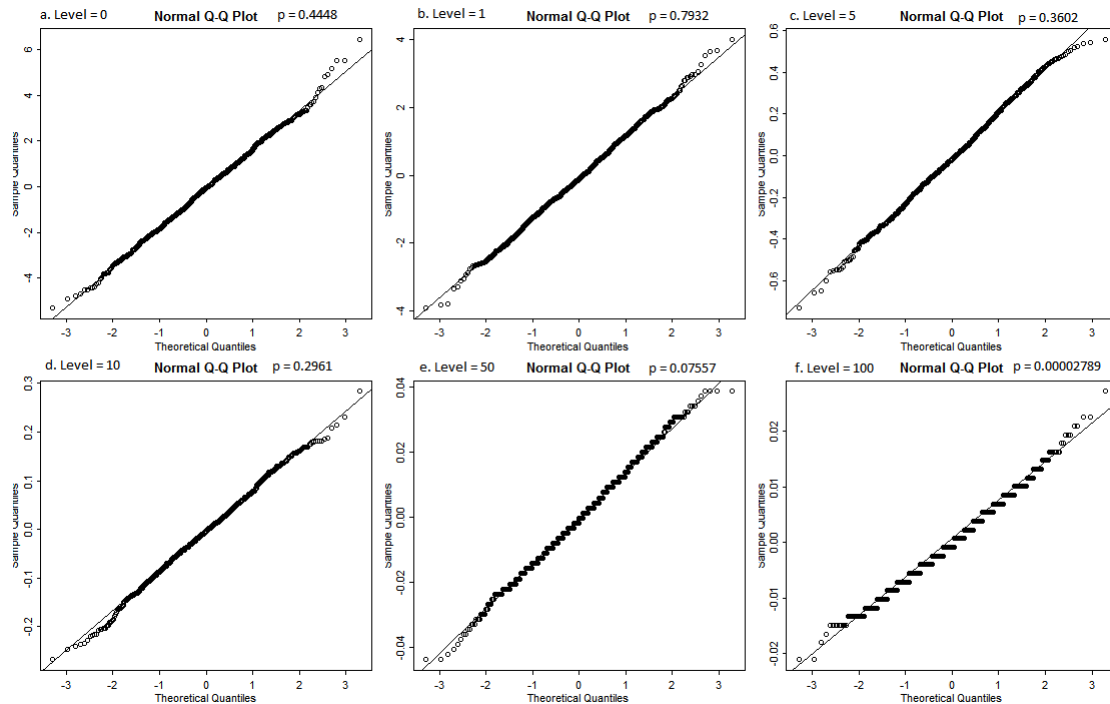 a. Level = 0 Normal Q-Q Plot p = 0.4448
Sample Quantiles
6
4
2
0
-2
-4
-3 -2 -1 0 1 2 3
Theoretical Quantiles
b. Level = 1 Normal Q-Q Plot p = 0.7932
Sample Quantiles
4
2
0
-2
-4
-3 -2 -1 0 1 2 3
Theoretical Quantiles
c. Level = 5 Normal Q-Q Plot p = 0.3602
Sample Quantiles
0.6
0.4
0.2
0.0
-0.2
-0.4
-0.6
-3 -2 -1 0 1 2 3
Theoretical Quantiles
d. Level = 10 Normal Q-Q Plot p = 0.2961
Sample Quantiles
0.3
0.2
0.1
0.0
-0.1
-0.2
-3 -2 -1 0 1 2 3
Theoretical Quantiles
e. Level = 50 Normal Q-Q Plot p = 0.07557
Sample Quantiles
0.04
0.02
0.00
-0.02
-0.04
-3 -2 -1 0 1 2 3
Theoretical Quantiles
f. Level = 100 Normal Q-Q Plot p = 0.00002789
Sample Quantiles
0.02
0.01
0.00
-0.01
0.02
-3 -2 -1 0 1 2 3
Theoretical Quantiles